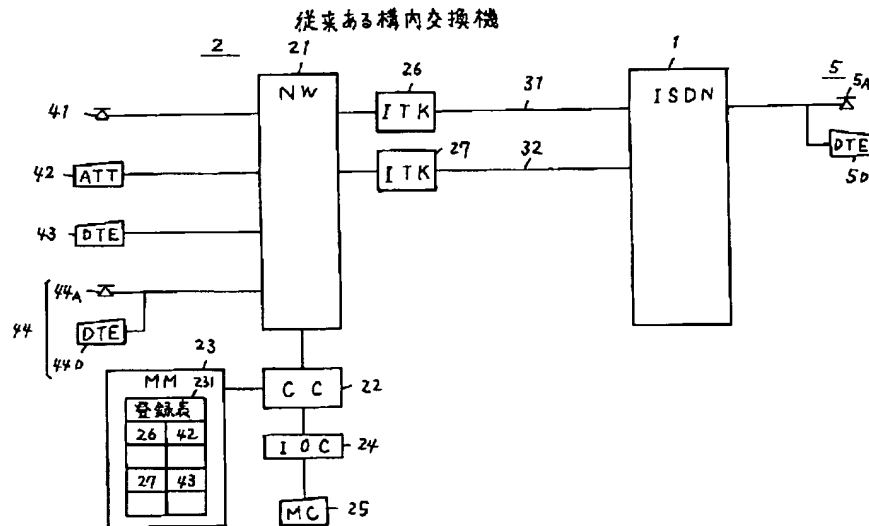 従来ある構内交換機
2
21
NW
26
ITK
31
1
ISDN
5
5A
DTE
5D
27
ITK
32
41
42
ATT
43
DTE
44
44A
DTE
44D
23
MM
231
登録表
26 42
27 43
CC
22
IOC
24
MC
25